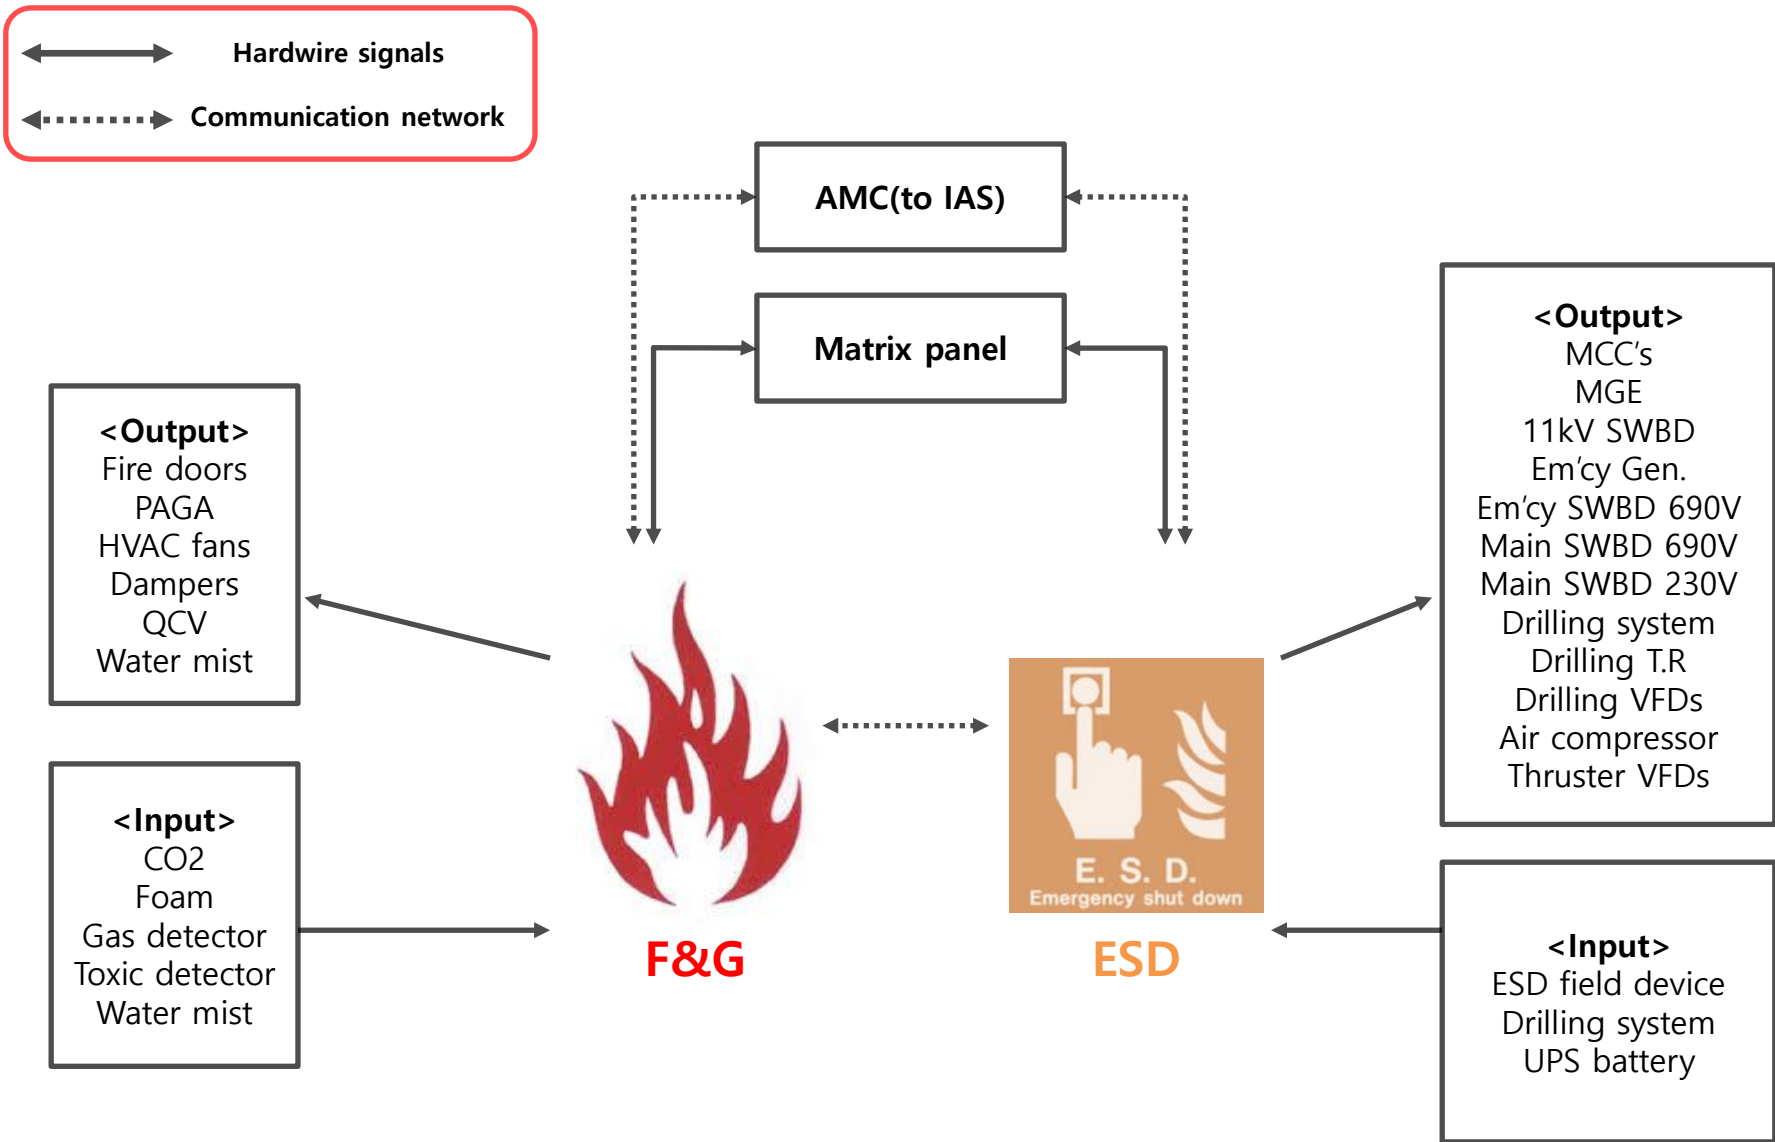 Hardwire signals
Communication network
AMC(to IAS)
Matrix panel
<Output>
Fire doors
PAGA
HVAC fans
Dampers
QCV
Water mist
<Input>
CO2
Foam
Gas detector
Toxic detector
Water mist
F&G
E. S. D.
Emergency shut down
ESD
<Output>
MCC's
MGE
11kV SWBD
Em'cy Gen.
Em'cy SWBD 690V
Main SWBD 690V
Main SWBD 230V
Drilling system
Drilling T.R
Drilling VFDs
Air compressor
Thruster VFDs
<Input>
ESD field device
Drilling system
UPS battery